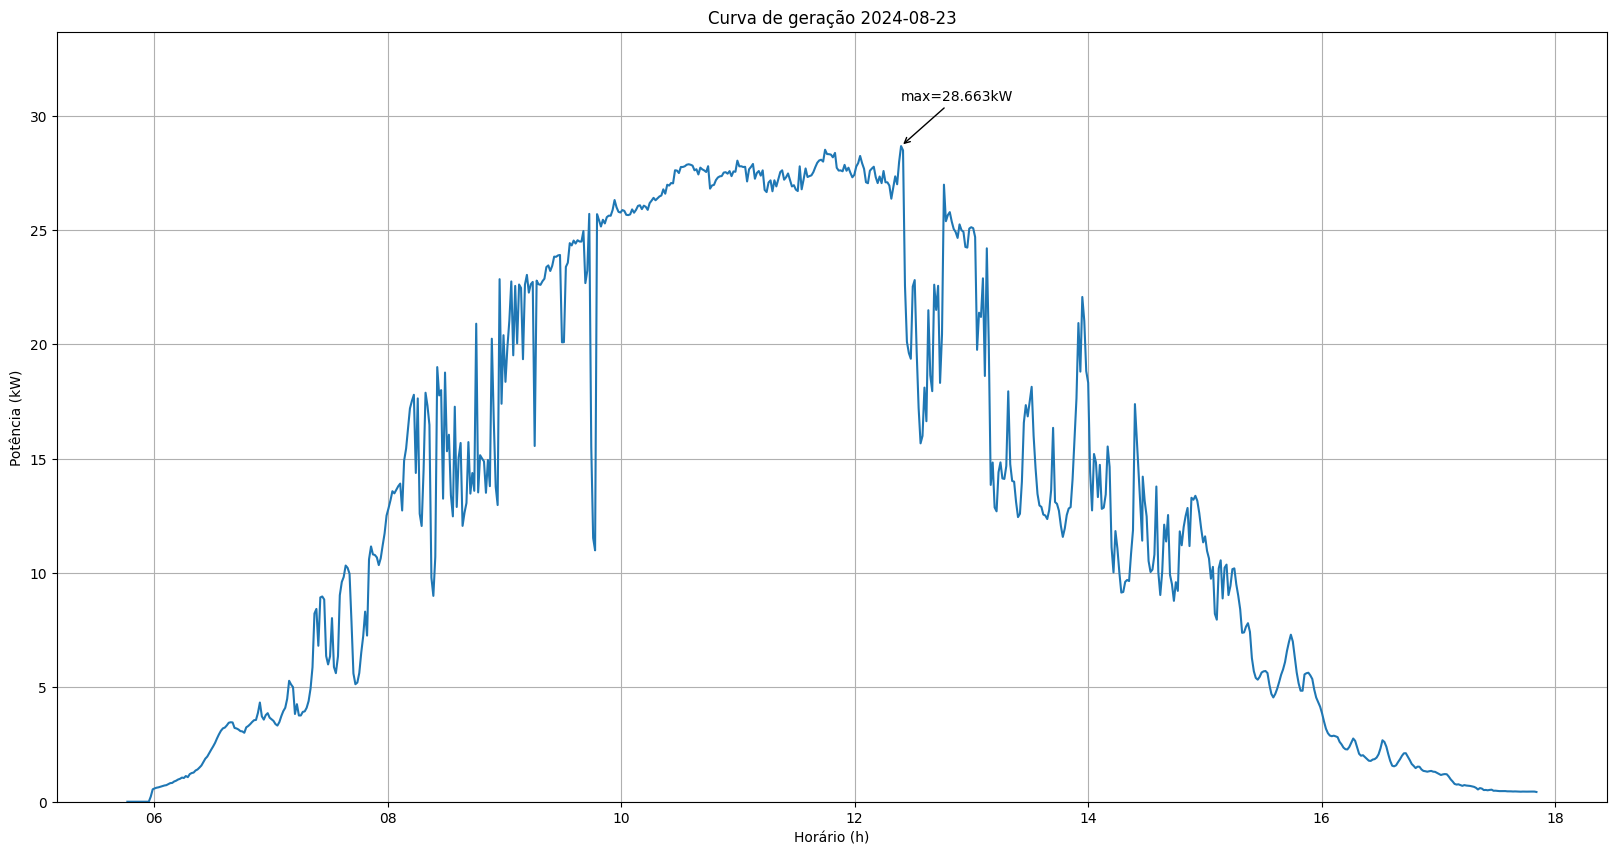 Curva de geração 2024-08-23
max=28.663kW
Potência (kW)
30
25
20
15
10
5
0
06 08 10 12 14 16 18
Horário (h)